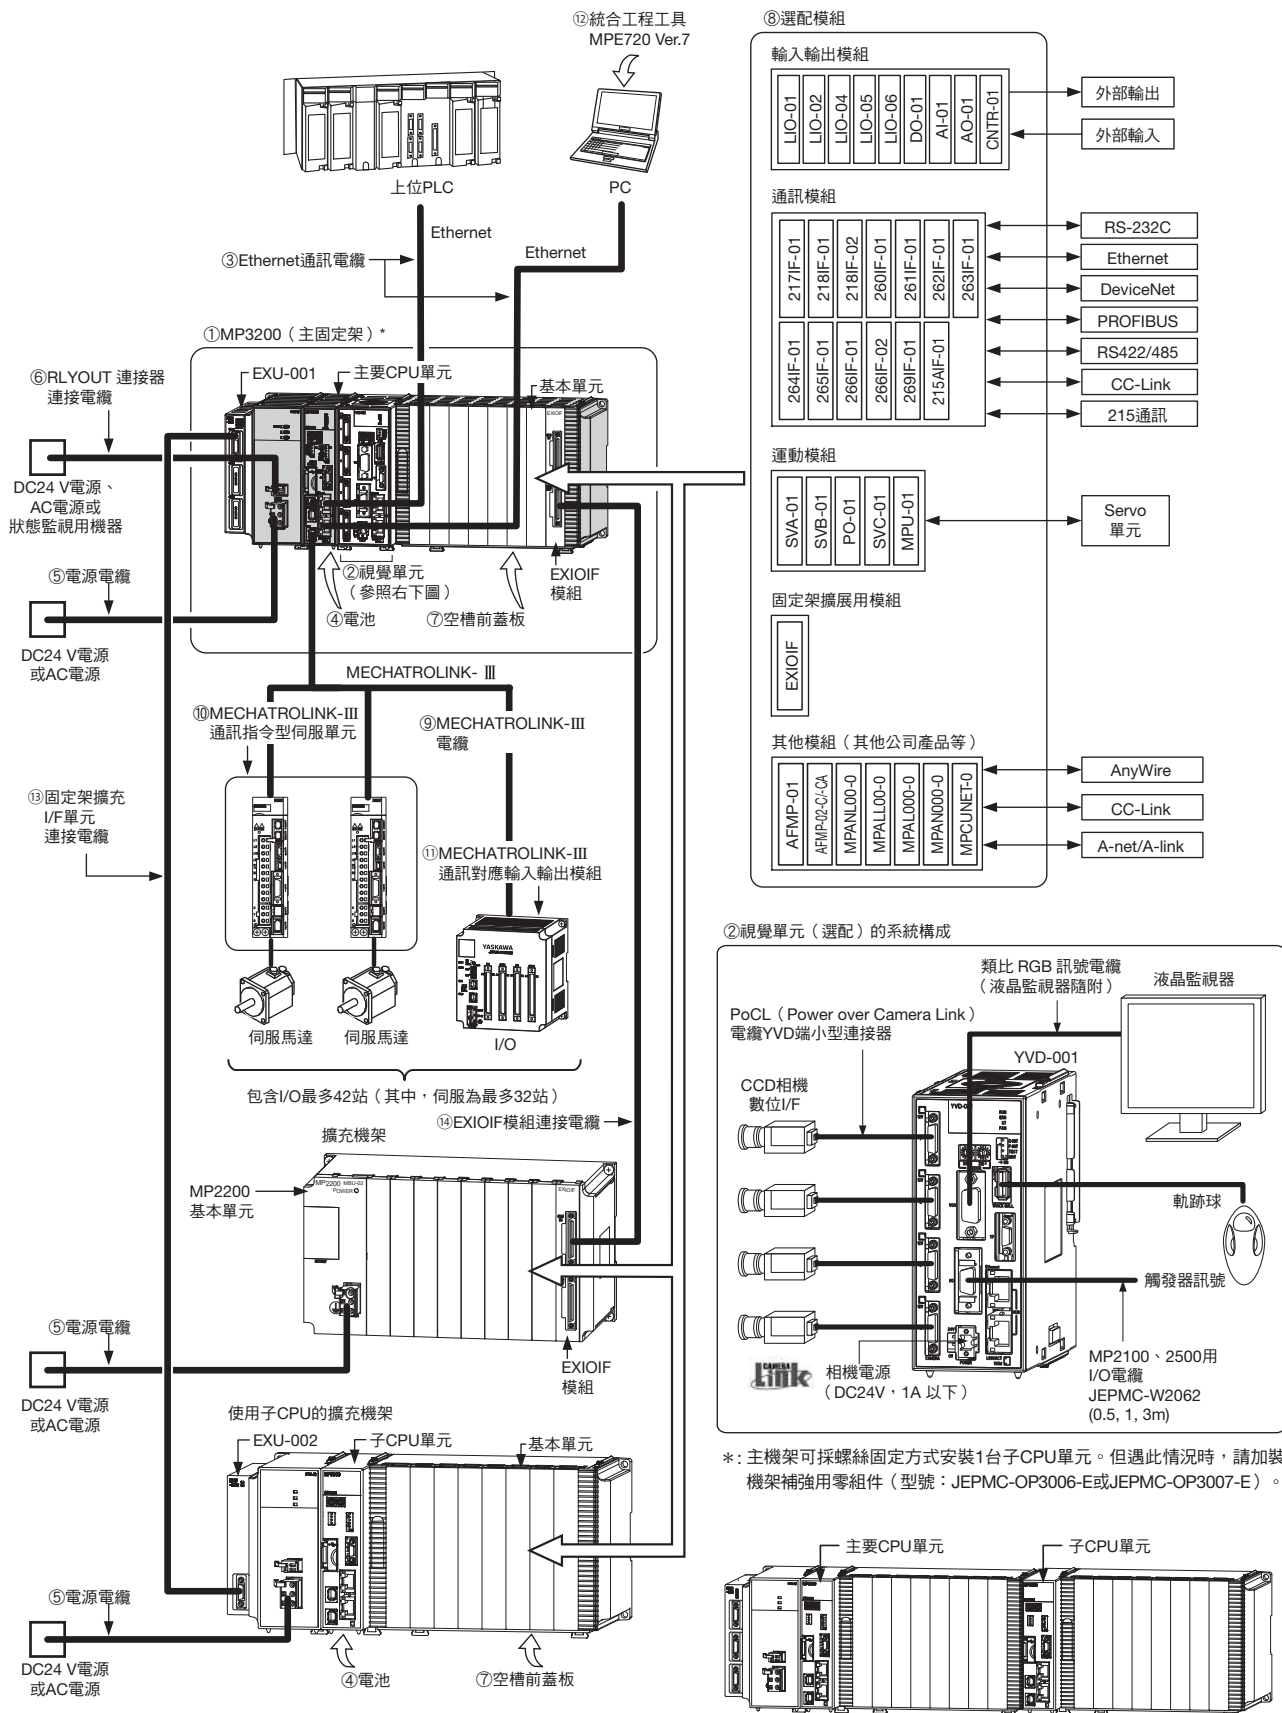 ⑫統合工程工具
MPE720 Ver.7
上位PLC
PC
Ethernet
Ethernet
③Ethernet通訊電纜
①MP3200（主固定架）*
⑥RLYOUT 連接器
連接電纜
EXU-001
主要CPU單元
基本單元
EXIOIF
DC24 V電源、
AC電源或
狀態監視用機器
⑤電源電纜
②視覺單元
（參照右下圖）
EXIOIF
模組
④電池
⑦空槽前蓋板
DC24 V電源
或AC電源
MECHATROLINK- Ⅲ
⑩MECHATROLINK-Ⅲ
通訊指令型伺服單元
⑨MECHATROLINK-Ⅲ
電纜
⑬固定架擴充
I/F單元
連接電纜
⑪MECHATROLINK-Ⅲ
通訊對應輸入輸出模組
YASKAWA
伺服馬達
伺服馬達
I/O
包含I/O最多42站（其中，伺服為最多32站）
⑭EXIOIF模組連接電纜
擴充機架
MP2200 MBU-02
POWER
EXIOIF
MP2200
基本單元
⑤電源電纜
EXIOIF
模組
DC24 V電源
或AC電源
使用子CPU的擴充機架
EXU-002
子CPU單元
基本單元
⑤電源電纜
DC24 V電源
或AC電源
④電池
⑦空槽前蓋板
⑧選配模組
輸入輸出模組
LIO-01
LIO-02
LIO-04
LIO-05
LIO-06
DO-01
AI-01
AO-01
CNTR-01
外部輸出
外部輸入
通訊模組
217IF-01
218IF-01
218IF-02
260IF-01
261IF-01
262IF-01
263IF-01
264IF-01
265IF-01
266IF-01
266IF-02
269IF-01
215AIF-01
RS-232C
Ethernet
DeviceNet
PROFIBUS
RS422/485
CC-Link
215通訊
運動模組
SVA-01
SVB-01
PO-01
SVC-01
MPU-01
Servo
單元
固定架擴展用模組
EXIOIF
其他模組（其他公司產品等）
AFMP-01
AFMP-02-C/-CA
MPANL00-0
MPALL00-0
MPAL000-0
MPAN000-0
MPCUNET-0
AnyWire
CC-Link
A-net/A-link
②視覺單元（選配）的系統構成
類比 RGB 訊號電纜
（液晶監視器隨附）
液晶監視器
PoCL（Power over Camera Link）
電纜YVD端小型連接器
YVD-001
CCD相機
數位I/F
軌跡球
觸發器訊號
CAMERA
Link
相機電源
（DC24V，1A 以下）
MP2100、2500用
I/O電纜
JEPMC-W2062
(0.5, 1, 3m)
＊: 主機架可採螺絲固定方式安裝1台子CPU單元。但遇此情況時，請加裝
機架補強用零組件（型號：JEPMC-OP3006-E或JEPMC-OP3007-E）。
主要CPU單元
子CPU單元